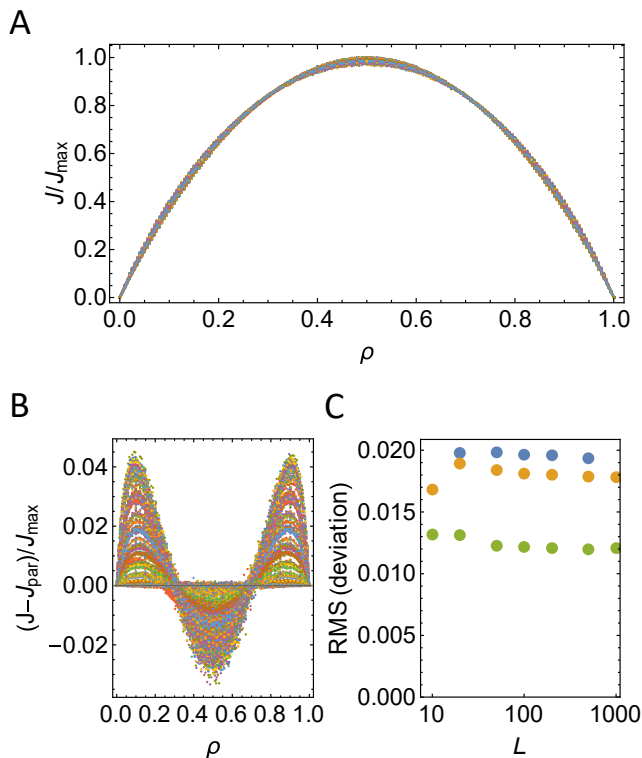 A
J/Jmax
1.0
0.8
0.6
0.4
0.2
0.0
0.0 0.2 0.4 0.6 0.8 1.0
ρ
B
(J−Jpar)/Jmax
0.04
0.02
0.00
−0.02
0.0 0.2 0.4 0.6 0.8 1.0
ρ
C
RMS (deviation)
0.020
0.015
0.010
0.005
0.000
10 100 1000
L